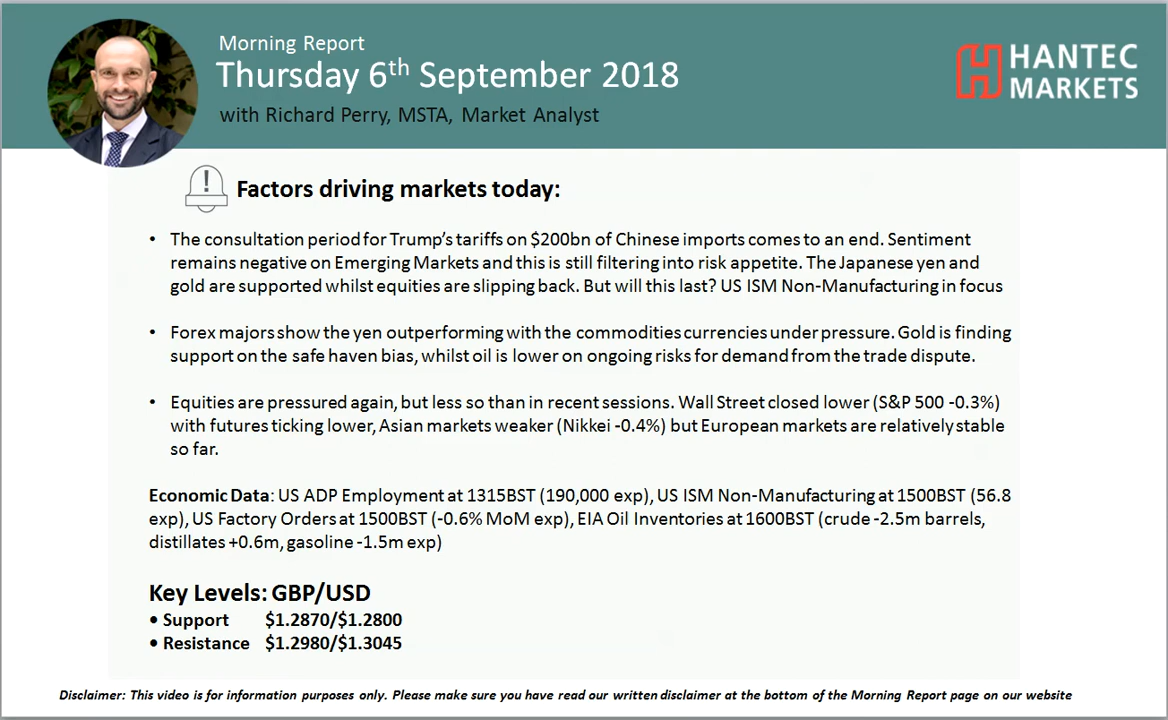 Morning Report
Thursday 6th September 2018
with Richard Perry, MSTA, Market Analyst
HANTEC
MARKETS
!
Factors driving markets today:
• The consultation period for Trump's tariffs on $200bn of Chinese imports comes to an end. Sentiment
remains negative on Emerging Markets and this is still filtering into risk appetite. The Japanese yen and
gold are supported whilst equities are slipping back. But will this last? US ISM Non-Manufacturing in focus
• Forex majors show the yen outperforming with the commodities currencies under pressure. Gold is finding
support on the safe haven bias, whilst oil is lower on ongoing risks for demand from the trade dispute.
• Equities are pressured again, but less so than in recent sessions. Wall Street closed lower (S&P 500 -0.3%)
with futures ticking lower, Asian markets weaker (Nikkei -0.4%) but European markets are relatively stable
so far.
Economic Data: US ADP Employment at 1315BST (190,000 exp), US ISM Non-Manufacturing at 1500BST (56.8
exp), US Factory Orders at 1500BST (-0.6% MoM exp), EIA Oil Inventories at 1600BST (crude -2.5m barrels,
distillates +0.6m, gasoline -1.5m exp)
Key Levels: GBP/USD
• Support $1.2870/$1.2800
• Resistance $1.2980/$1.3045
Disclaimer: This video is for information purposes only. Please make sure you have read our written disclaimer at the bottom of the Morning Report page on our website